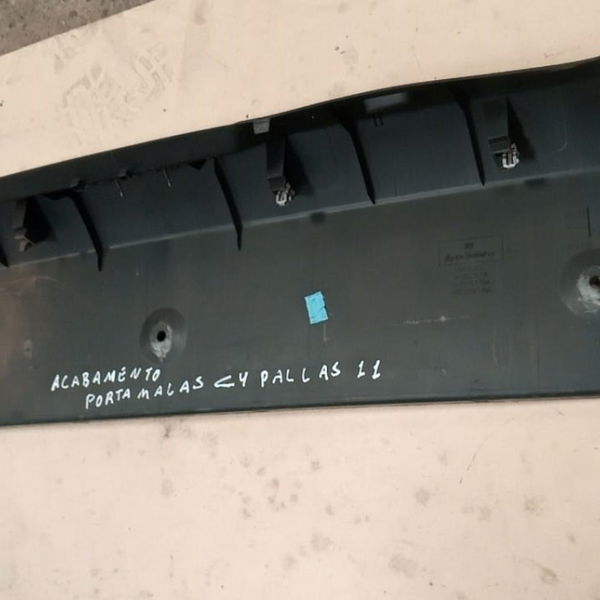 ACABAMENTO
PORTA MALAS C4 PALLAS 11